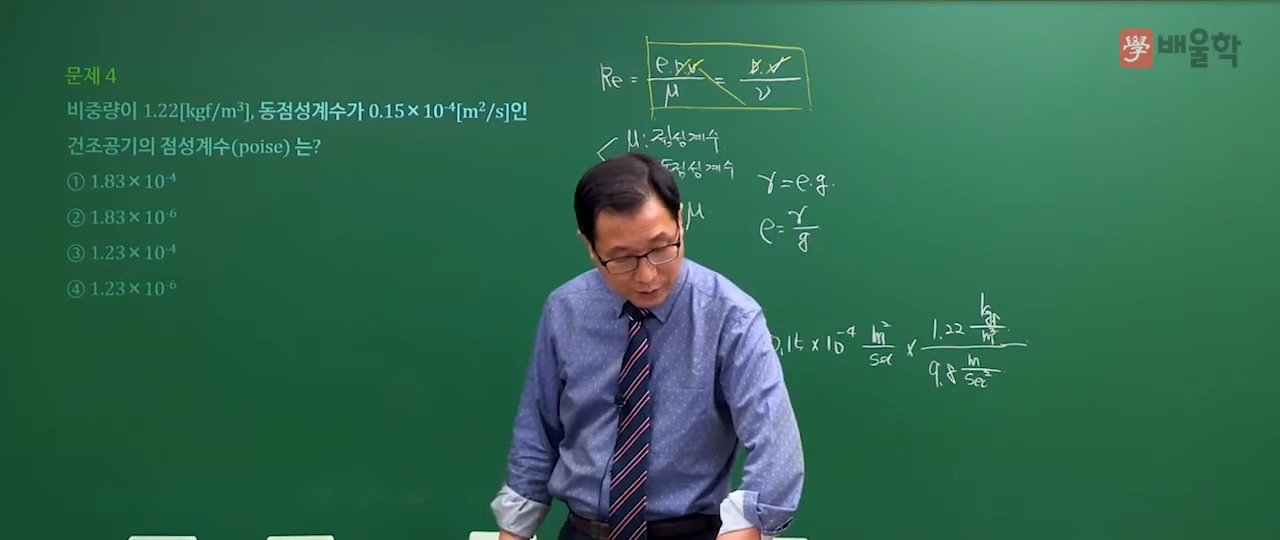 學 배울학
문제 4
비중량이 1.22[kgf/m³], 동점성계수가 0.15×10⁻⁴[m²/s]인
건조공기의 점성계수(poise) 는?
① 1.83×10⁻⁴
② 1.83×10⁻⁶
③ 1.23×10⁻⁴
④ 1.23×10⁻⁶
Re = ρ.D.v/μ = D.v/ν
μ: 점성계수
점성계수
μ
γ=ρ.g.
ρ=γ/g
0.15×10⁻⁴ m²/sec × 1.22 kgf/m³ / 9.8 m/sec²